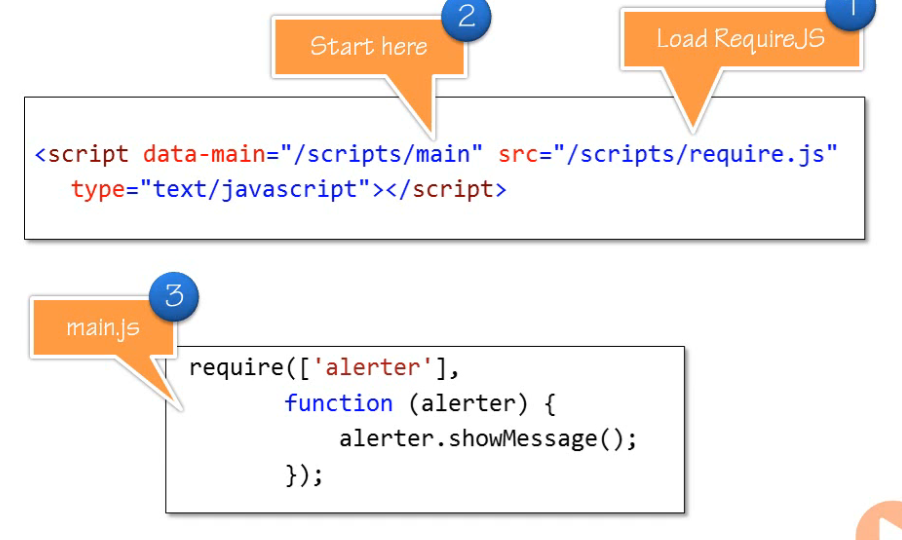 2
1
Start here
Load RequireJS
<script data-main="/scripts/main" src="/scripts/require.js"
type="text/javascript"></script>
3
main.js
require(['alerter'],
function (alerter) {
alerter.showMessage();
});